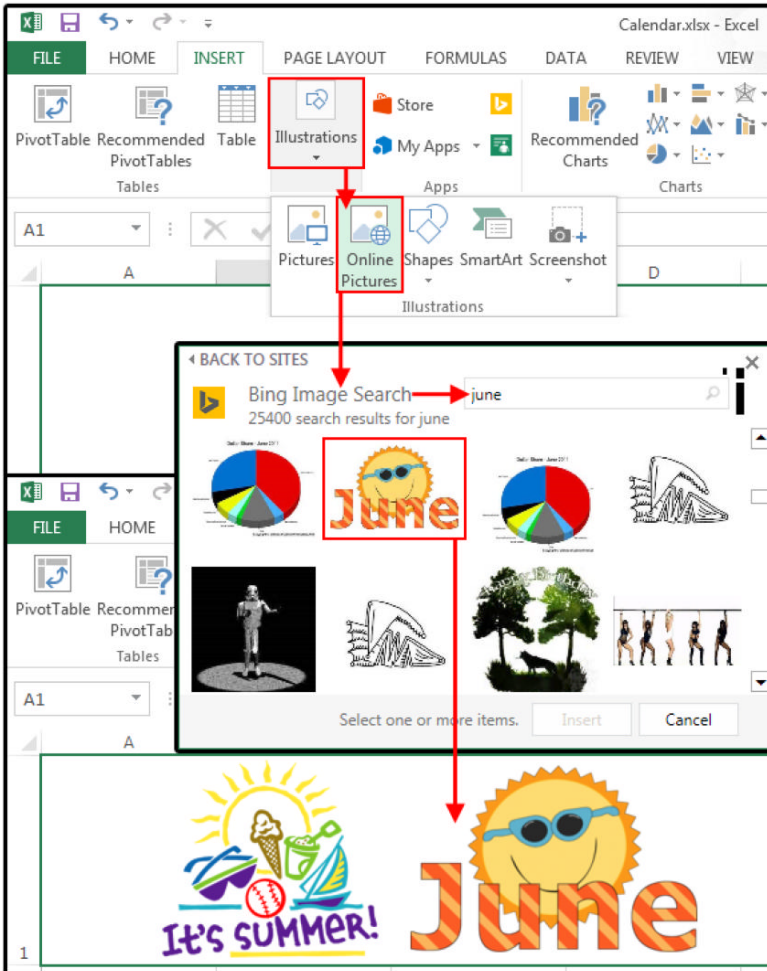 Calendar.xlsx - Excel
FILE HOME INSERT PAGE LAYOUT FORMULAS DATA REVIEW VIEW
PivotTable Recommended PivotTables Table Illustrations Store My Apps Recommended Charts
Tables Apps Charts
A1
Pictures Online Pictures Shapes SmartArt Screenshot
Illustrations
A D
BACK TO SITES
Bing Image Search june
25400 search results for june
June
Select one or more items. Insert Cancel
FILE HOME
PivotTable Recommen
PivotTab
Tables
A1
A
It's SUMMER! June
1